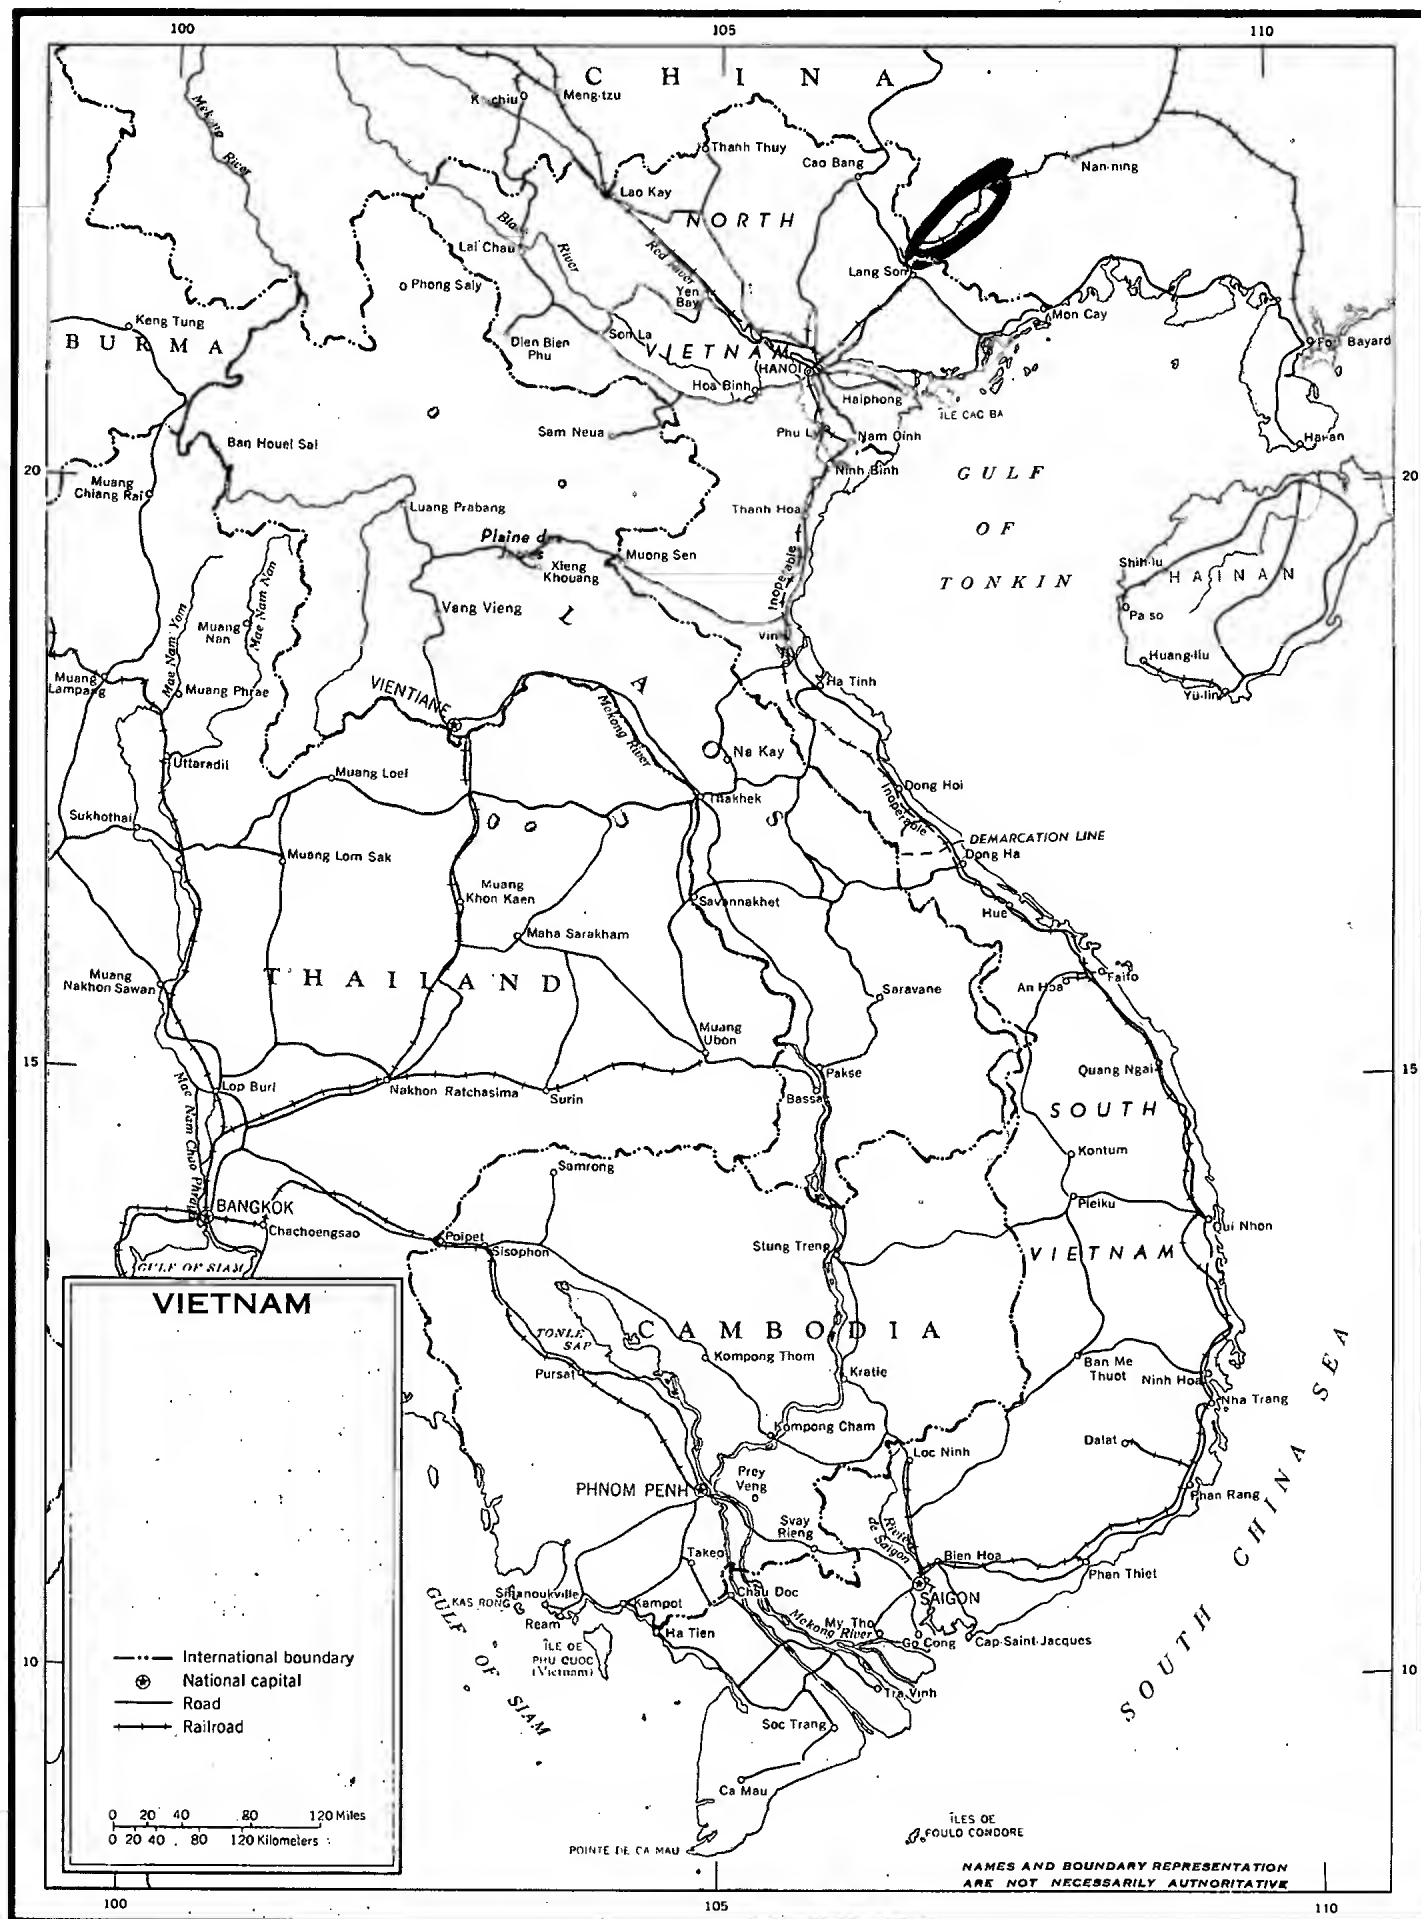 100 105 110
C H I N A
Meng-tzu
Mekong River
Thanh Thuy
Cao Bang
Nan-ning
Lao Kay
NORTH
Lai Chau
River
Red River
Lang Son
Phong Saly
Yen Bay
Mon Cay
Keng Tung
BURMA
Son La
Dien Bien Phu
VIETNAM
HANOI
Bayard
Hoa Binh
Haiphong
ÎLE CAC BA
Sam Neua
Phu L
Nam Dinh
Ban Houei Sai
Ninh Binh
20 20
GULF
OF
TONKIN
Muang Chiang Rai
Luang Prabang
Thanh Hoa
Plaine des
Muong Sen
Xieng Khouang
Inoperable
Shih-lu
HAINAN
Pa-so
Mae Nam Yom
Mae Nam Nan
Muang Nan
Vang Vieng
L A O S
Vinh
Huang-liu
Yü-lin
Muang Lampang
Muang Phrae
VIENTIANE
Mekong River
Ha Tinh
Uttaradit
Muang Loei
Na Kay
Dong Hoi
Inoperable
Thakhek
Sukhothai
DEMARCATION LINE
Dong Ha
Muang Lom Sak
Muang Khon Kaen
Savannakhet
Hue
Maha Sarakham
Muang Nakhon Sawan
THAILAND
Saravane
An Hoa
Faifo
Muang Ubon
15 15
Pakse
Quang Ngai
Lop Buri
Nakhon Ratchasima
Surin
Bassac
Mae Nam Chao Phraya
SOUTH
Kontum
Samrong
BANGKOK
Chachoengsao
Pleiku
Qui Nhon
Poipet
Sisophon
Stung Treng
VIETNAM
GULF OF SIAM
VIETNAM
TONLE SAP
CAMBODIA
Kompong Thom
Pursat
Kratie
Ban Me Thuot
Ninh Hoa
Nha Trang
SOUTH CHINA SEA
Kompong Cham
Loc Ninh
Dalat
PHNOM PENH
Prey Veng
Phan Rang
Svay Rieng
Rivière de Saigon
Takeo
Bien Hoa
Phan Thiet
Sihanoukville
KAS RONG
Ream
Kampot
Chau Doc
SAIGON
My Tho
Mekong River
Go Cong
Cap-Saint-Jacques
Ha Tien
ÎLE DE PHU QUOC
(Vietnam)
GULF OF SIAM
10 10
Tra Vinh
Soc Trang
Ca Mau
International boundary
National capital
Road
Railroad
0 20 40 80 120 Miles
0 20 40 80 120 Kilometers
ÎLES DE
POULO CONDORE
POINTE DE CA MAU
NAMES AND BOUNDARY REPRESENTATION
ARE NOT NECESSARILY AUTHORITATIVE
100 105 110